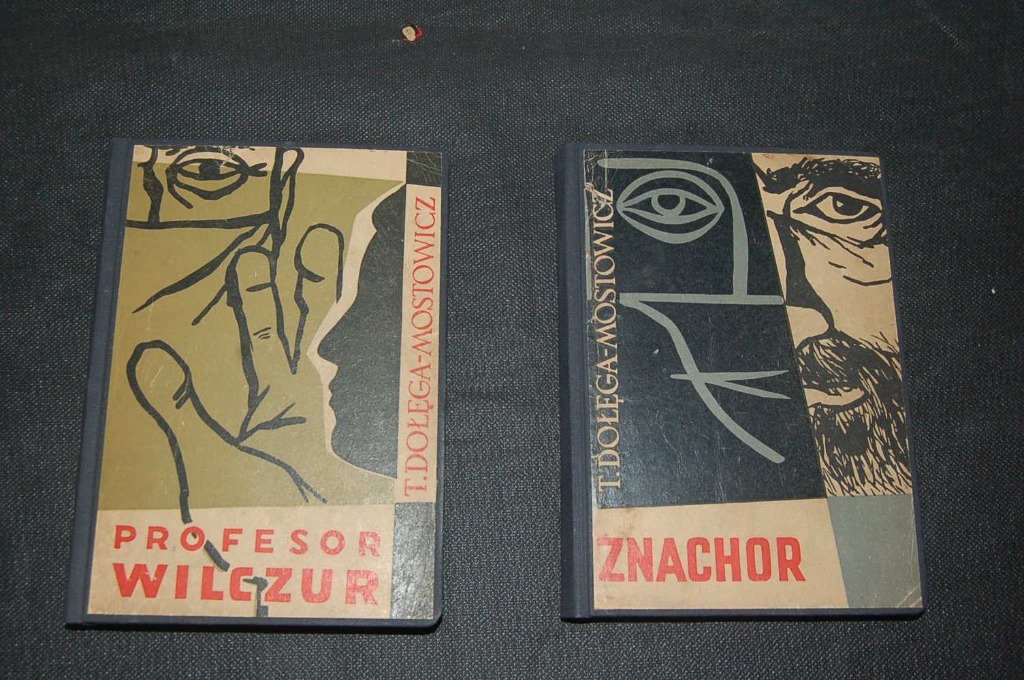 T. DOŁĘGA-MOSTOWICZ
PROFESOR
WILCZUR
T. DOŁĘGA-MOSTOWICZ
ZNACHOR